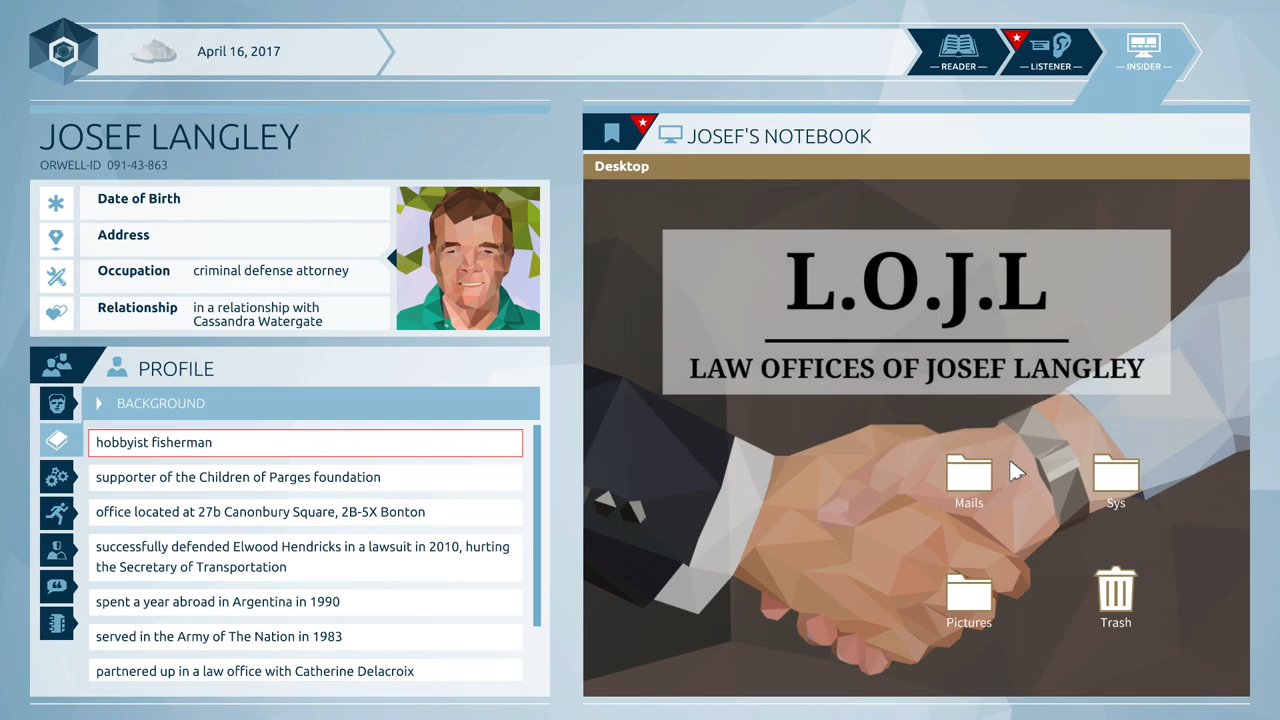 April 16, 2017
— READER —
— LISTENER —
— INSIDER —
JOSEF LANGLEY
ORWELL-ID 091-43-863
Date of Birth
Address
Occupation criminal defense attorney
Relationship in a relationship with
Cassandra Watergate
PROFILE
BACKGROUND
hobbyist fisherman
supporter of the Children of Parges foundation
office located at 27b Canonbury Square, 2B-5X Bonton
successfully defended Elwood Hendricks in a lawsuit in 2010, hurting
the Secretary of Transportation
spent a year abroad in Argentina in 1990
served in the Army of The Nation in 1983
partnered up in a law office with Catherine Delacroix
JOSEF'S NOTEBOOK
Desktop
L.O.J.L
LAW OFFICES OF JOSEF LANGLEY
Mails
Sys
Pictures
Trash